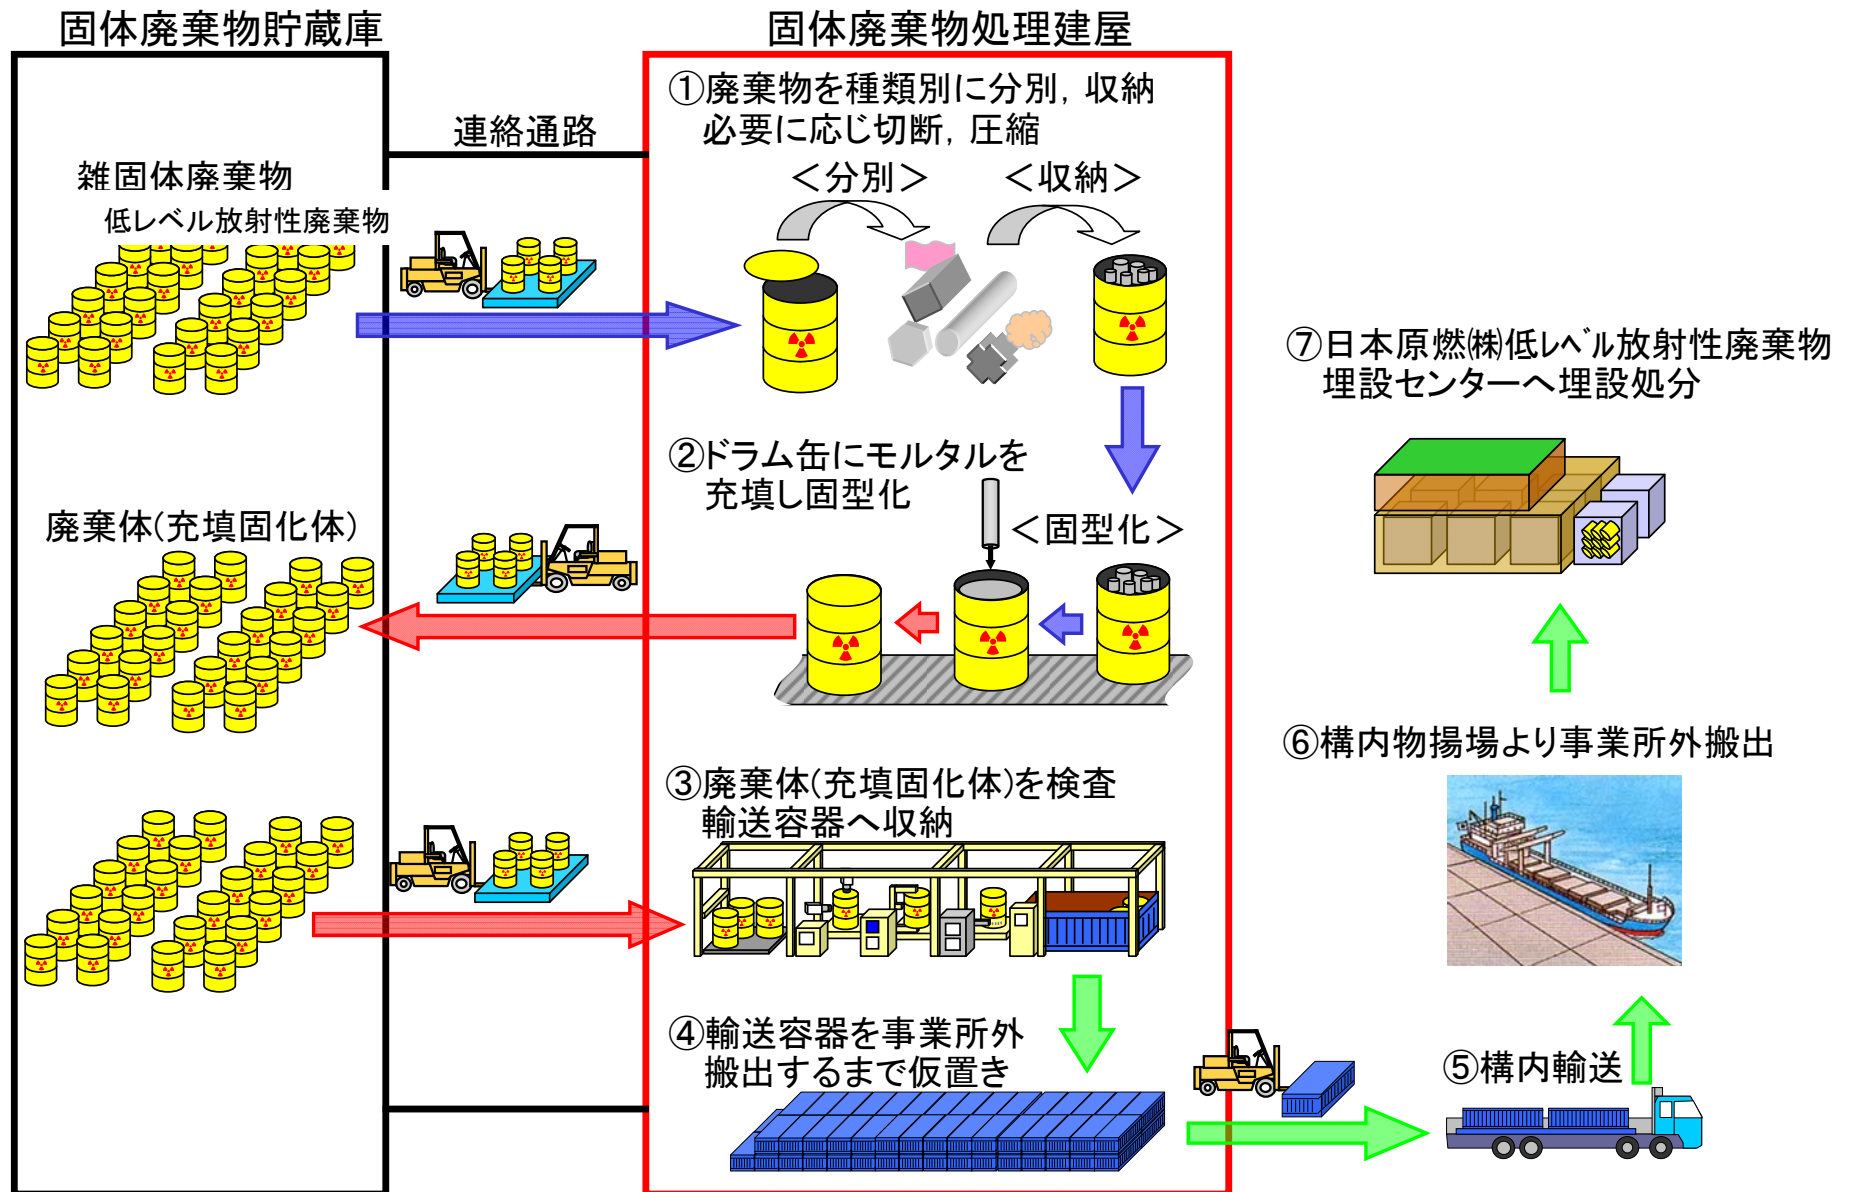 固体廃棄物貯蔵庫
固体廃棄物処理建屋
連絡通路
雑固体廃棄物
低レベル放射性廃棄物
①廃棄物を種類別に分別，収納
必要に応じ切断，圧縮
＜分別＞
＜収納＞
②ドラム缶にモルタルを
充填し固型化
＜固型化＞
廃棄体(充填固化体)
③廃棄体(充填固化体)を検査
輸送容器へ収納
④輸送容器を事業所外
搬出するまで仮置き
⑤構内輸送
⑥構内物揚場より事業所外搬出
⑦日本原燃㈱低ﾚﾍﾞﾙ放射性廃棄物
埋設センターへ埋設処分